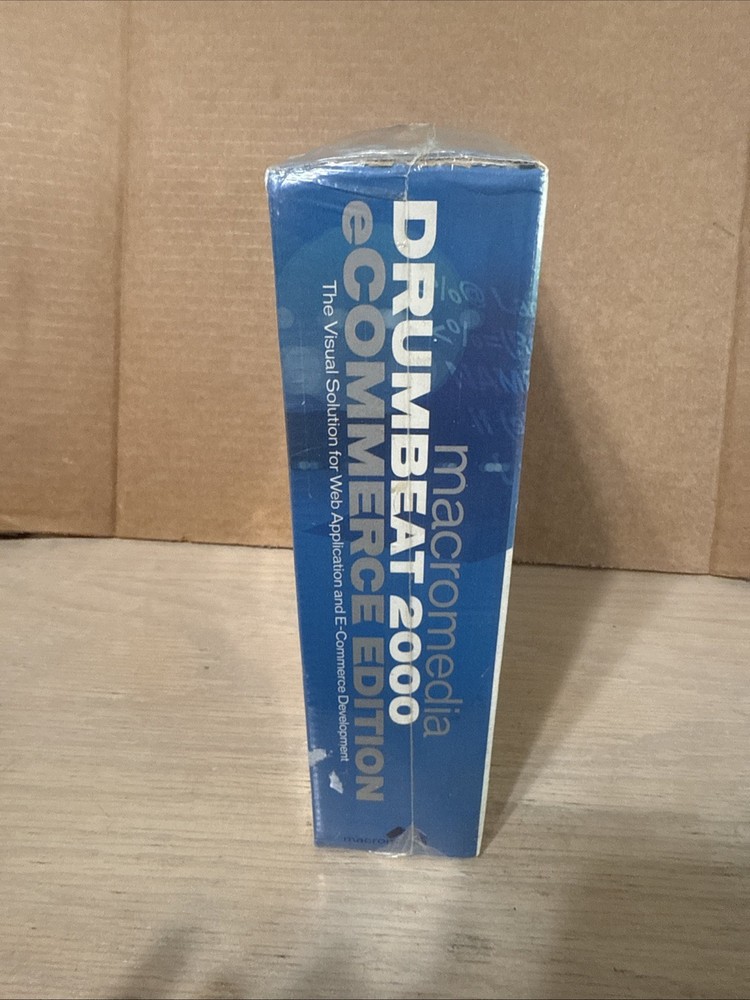 macromedia
DRUMBEAT 2000
eCOMMERCE EDITION
The Visual Solution for Web Application and E-Commerce Development